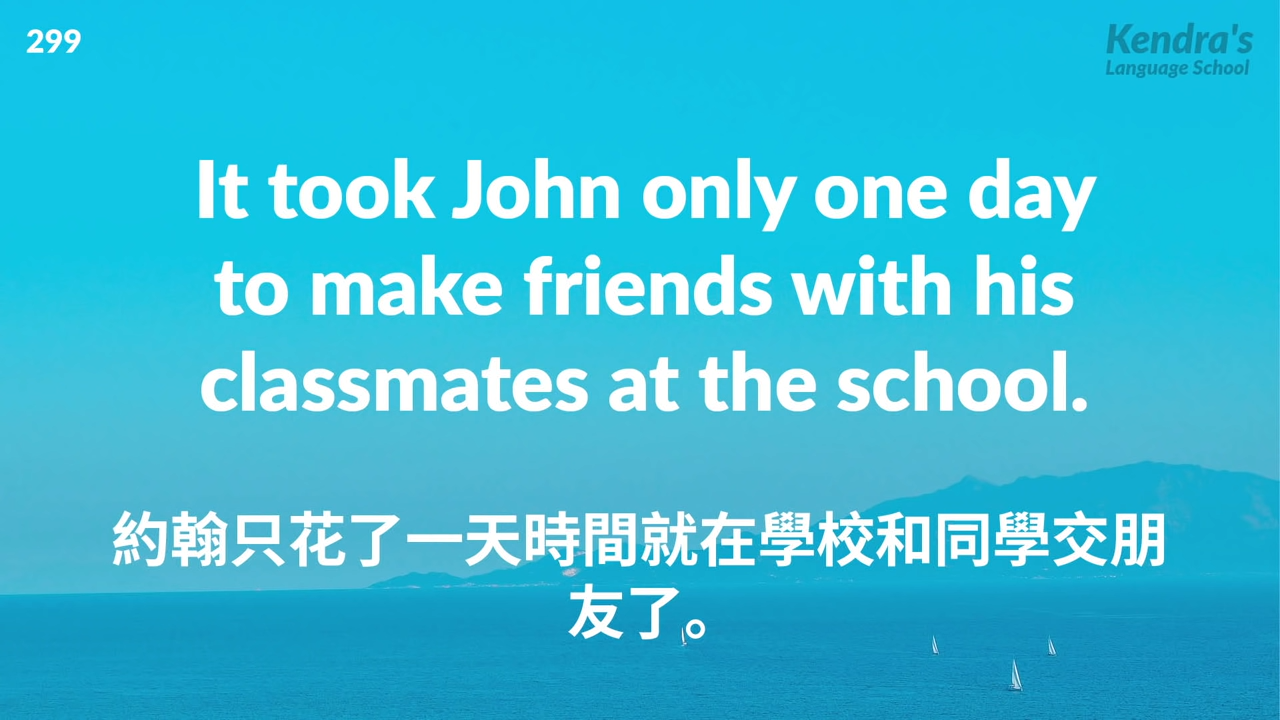 299
Kendra's
Language School
It took John only one day
to make friends with his
classmates at the school.
約翰只花了一天時間就在學校和同學交朋
友了。